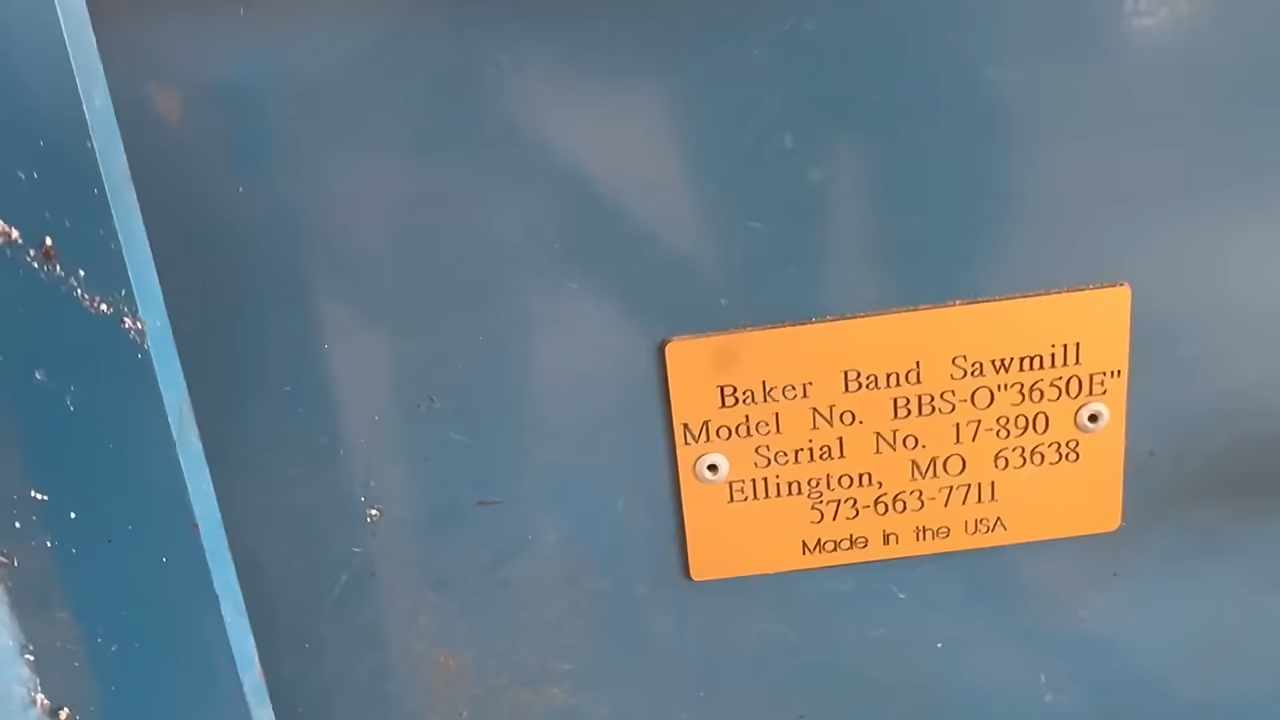 Baker Band Sawmill
Model No. BBS-O"3650E"
Serial No. 17-890
Ellington, MO 63638
573-663-7711
Made in the USA